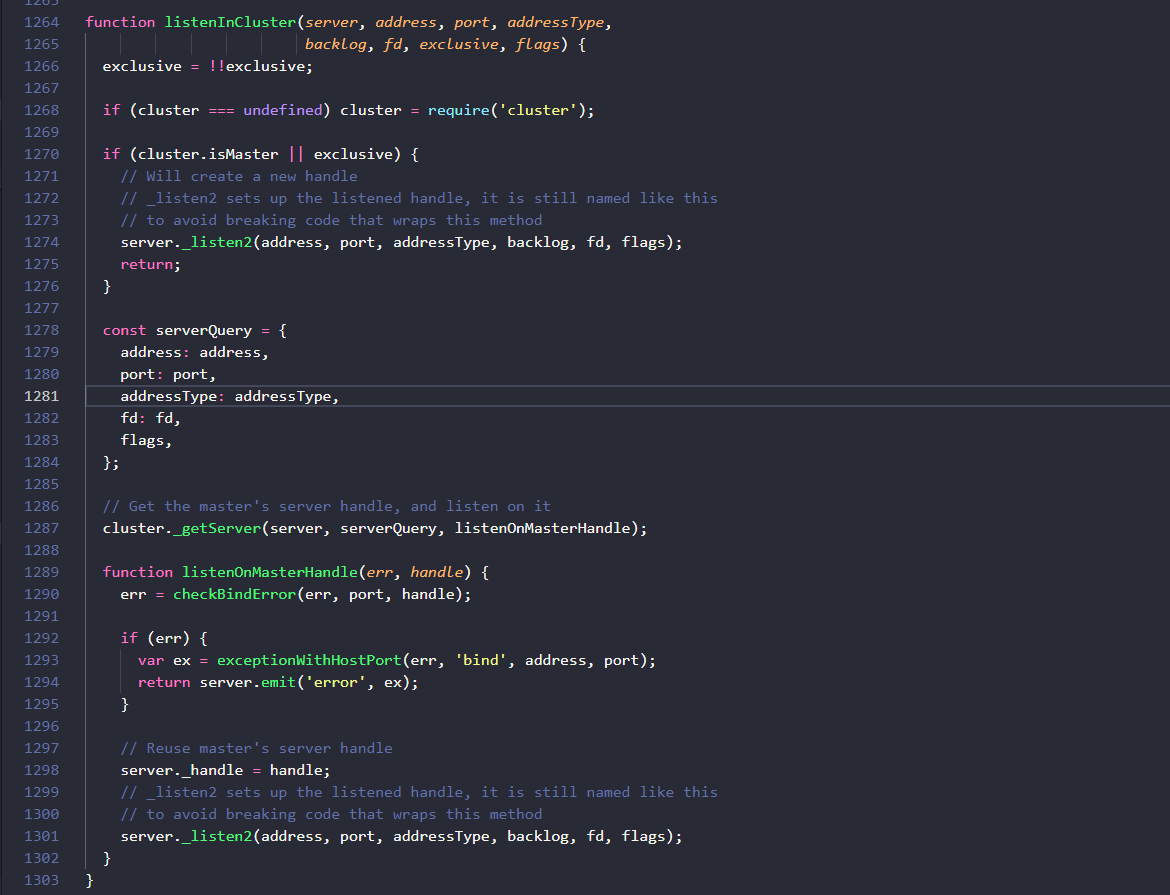 1263
1264 function listenInCluster(server, address, port, addressType,
1265                          backlog, fd, exclusive, flags) {
1266   exclusive = !!exclusive;
1267
1268   if (cluster === undefined) cluster = require('cluster');
1269
1270   if (cluster.isMaster || exclusive) {
1271     // Will create a new handle
1272     // _listen2 sets up the listened handle, it is still named like this
1273     // to avoid breaking code that wraps this method
1274     server._listen2(address, port, addressType, backlog, fd, flags);
1275     return;
1276   }
1277
1278   const serverQuery = {
1279     address: address,
1280     port: port,
1281     addressType: addressType,
1282     fd: fd,
1283     flags,
1284   };
1285
1286   // Get the master's server handle, and listen on it
1287   cluster._getServer(server, serverQuery, listenOnMasterHandle);
1288
1289   function listenOnMasterHandle(err, handle) {
1290     err = checkBindError(err, port, handle);
1291
1292     if (err) {
1293       var ex = exceptionWithHostPort(err, 'bind', address, port);
1294       return server.emit('error', ex);
1295     }
1296
1297     // Reuse master's server handle
1298     server._handle = handle;
1299     // _listen2 sets up the listened handle, it is still named like this
1300     // to avoid breaking code that wraps this method
1301     server._listen2(address, port, addressType, backlog, fd, flags);
1302   }
1303 }